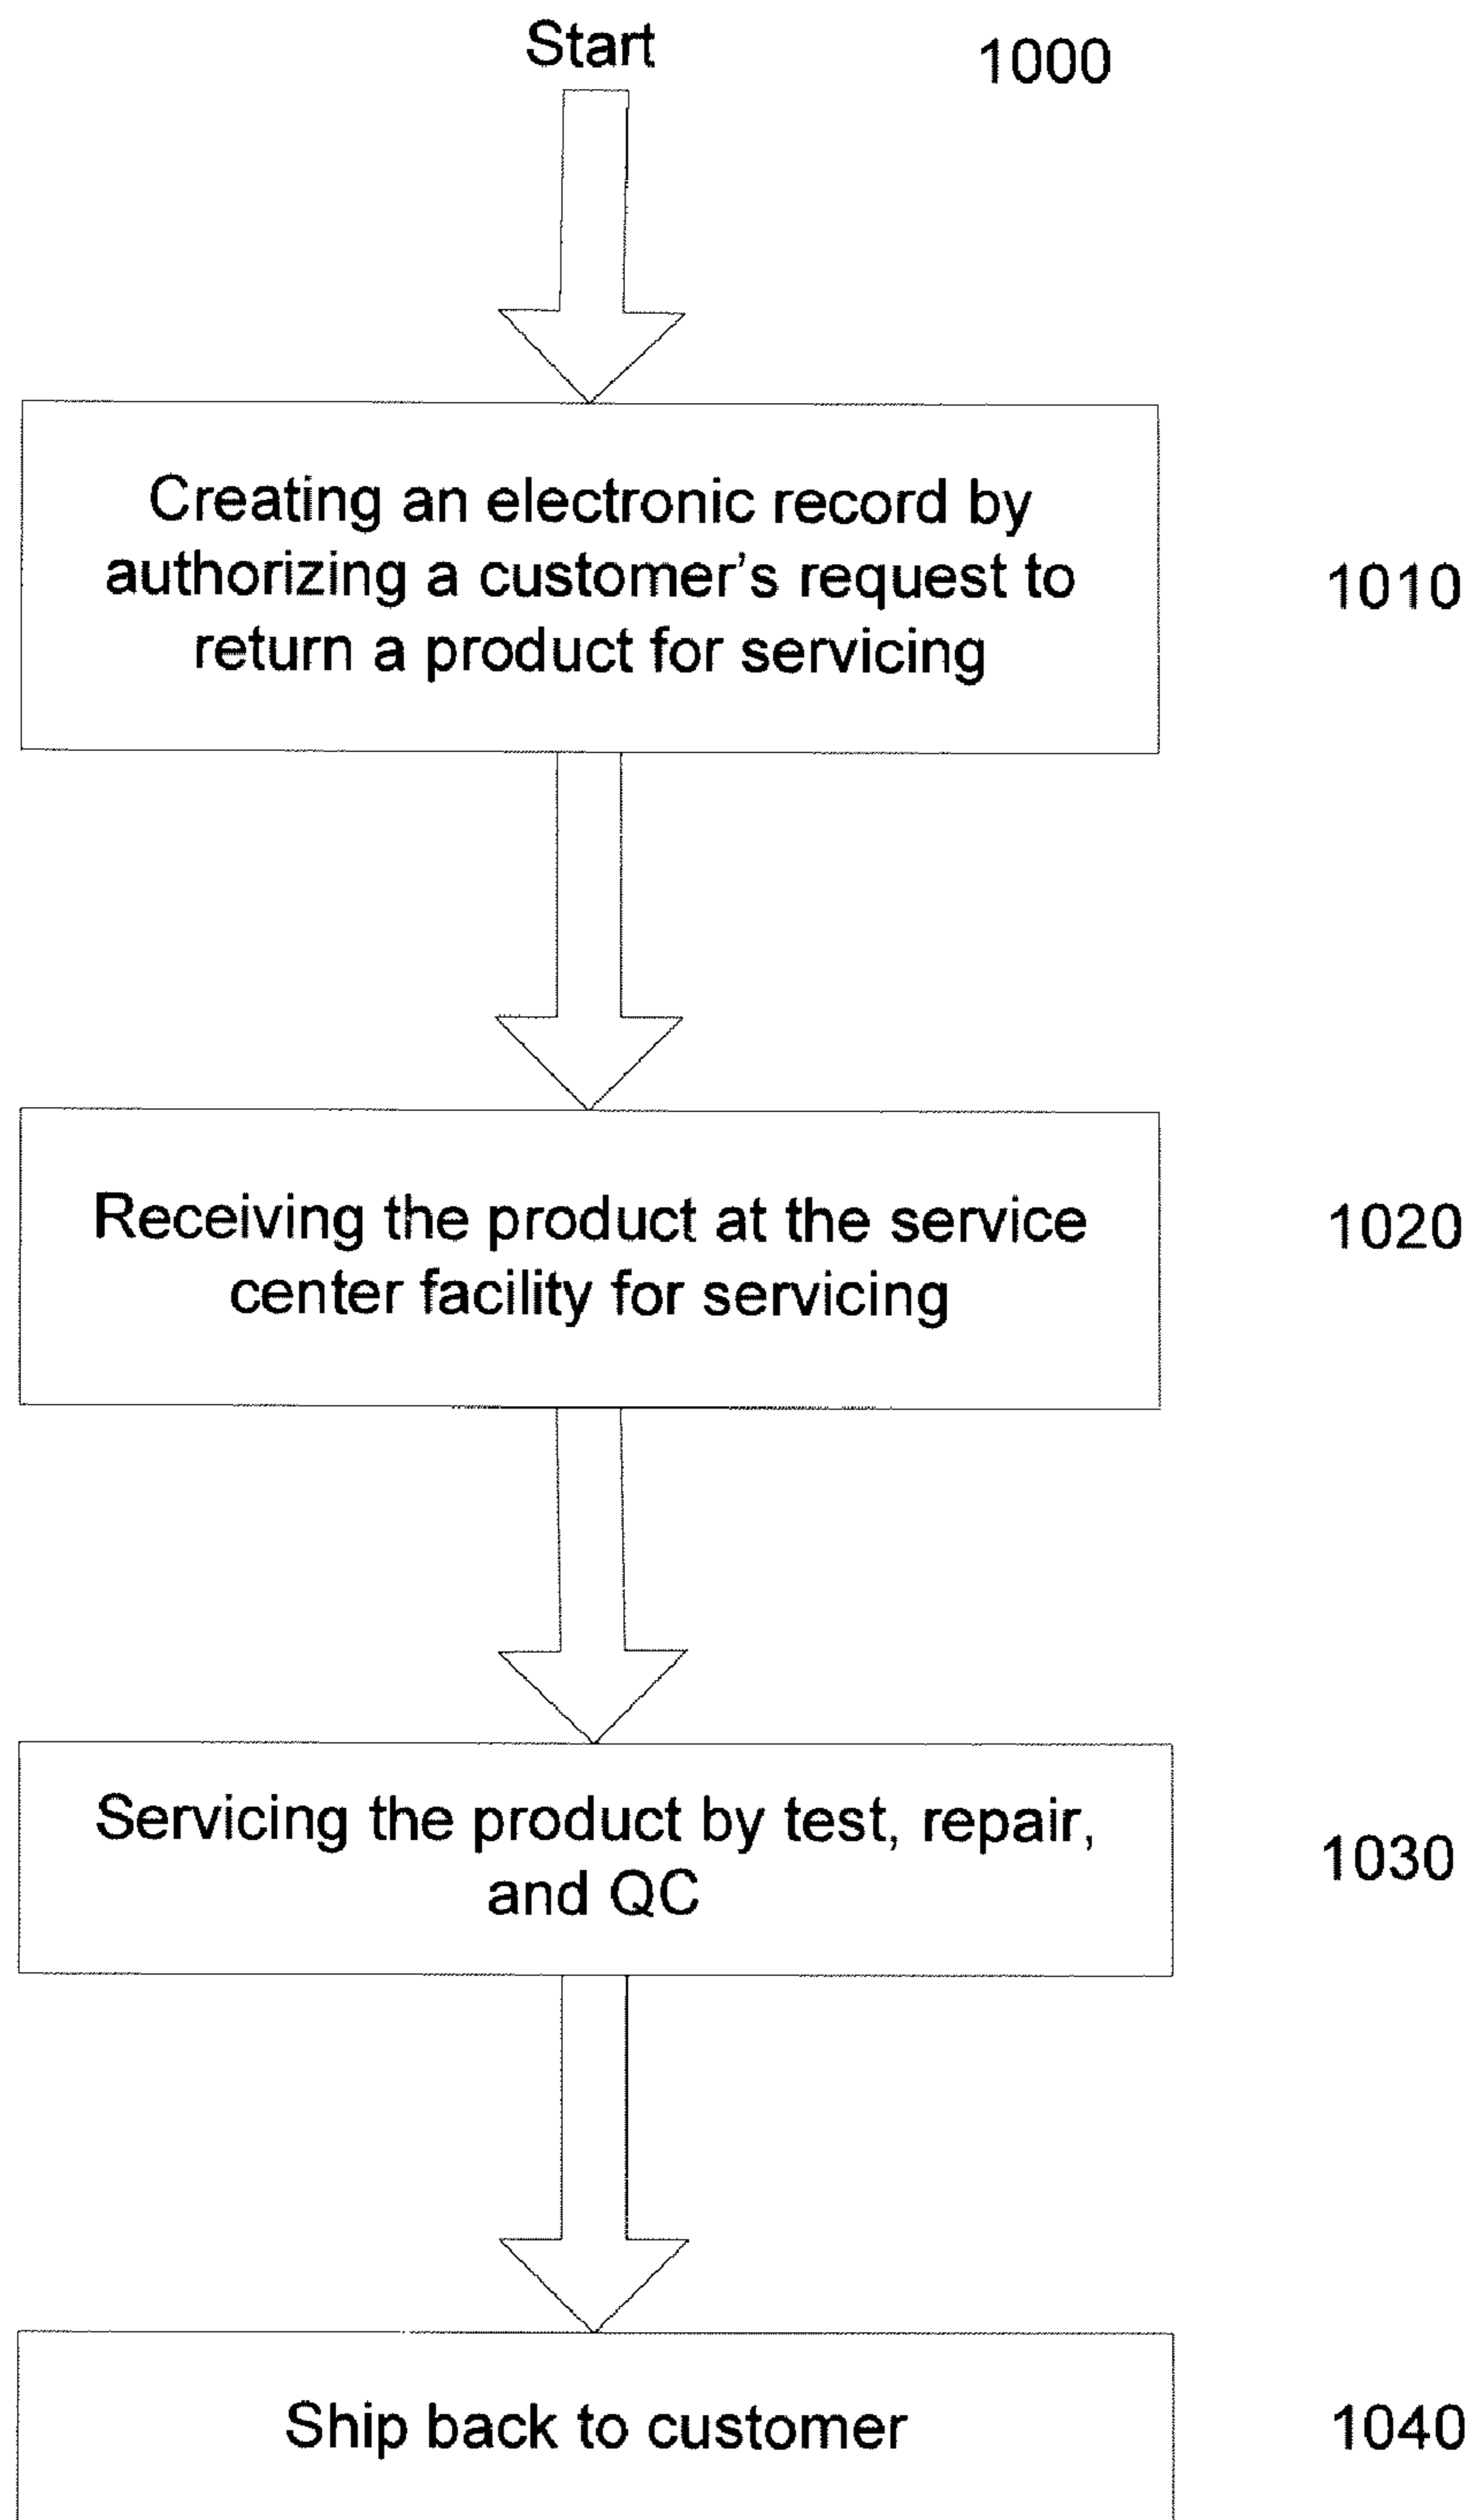 Start
1000
Creating an electronic record by
authorizing a customer's request to
return a product for servicing
1010
Receiving the product at the service
center facility for servicing
1020
Servicing the product by test, repair,
and QC
1030
Ship back to customer
1040